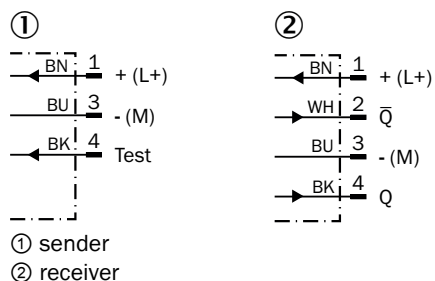 ① ②
BN 1 + (L+)
BU 3 - (M)
BK 4 Test
BN 1 + (L+)
WH 2 Q̅
BU 3 - (M)
BK 4 Q
① sender
② receiver